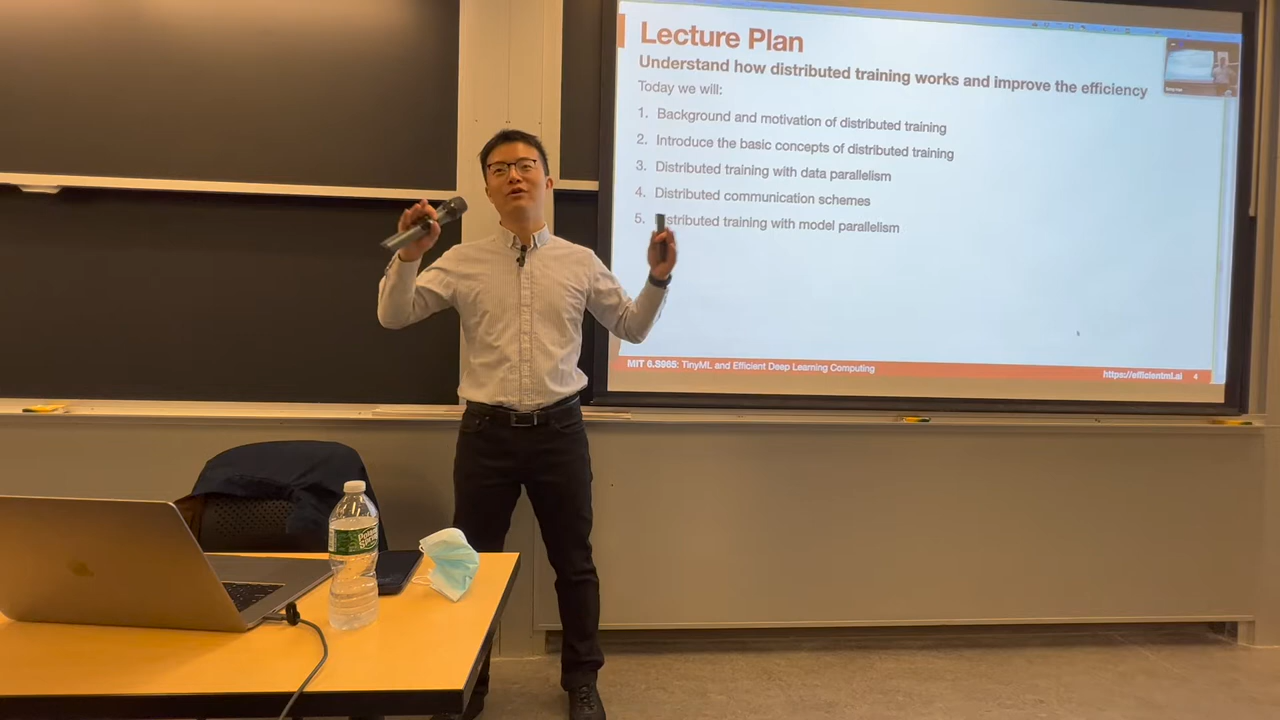 Lecture Plan
Understand how distributed training works and improve the efficiency
Today we will:
1. Background and motivation of distributed training
2. Introduce the basic concepts of distributed training
3. Distributed training with data parallelism
4. Distributed communication schemes
5. istributed training with model parallelism
MIT 6.S965: TinyML and Efficient Deep Learning Computing
https://efficientml.ai 4
Poland
Spring